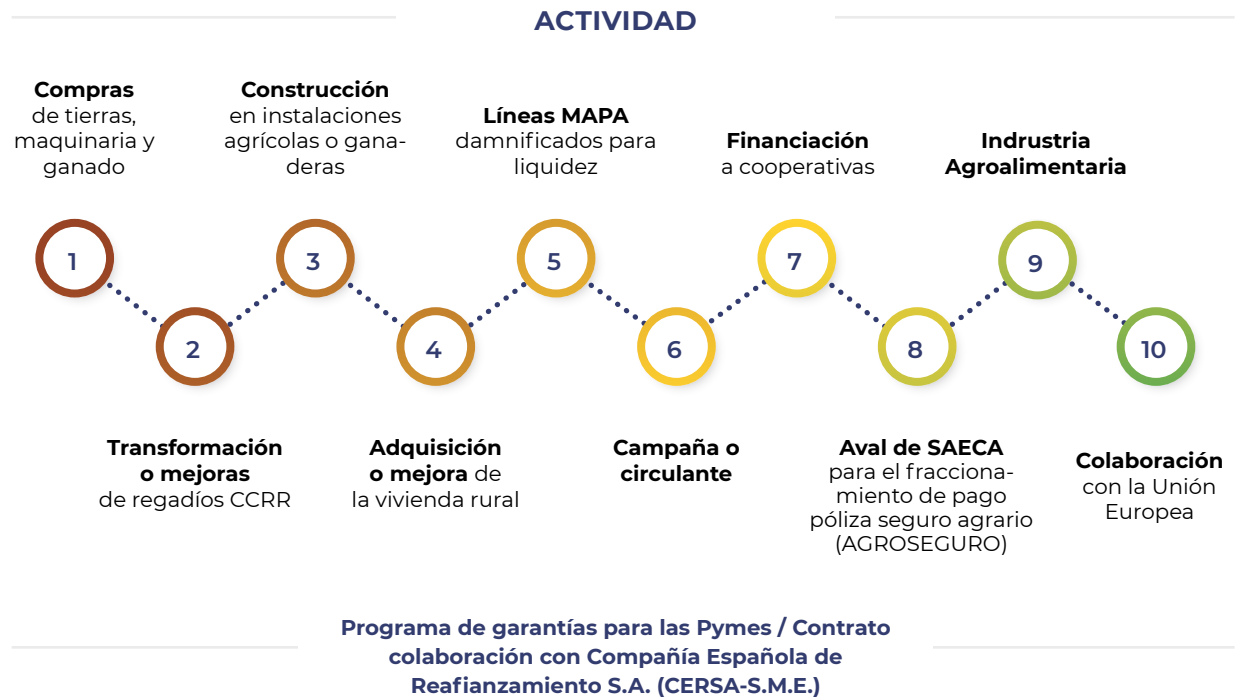 ACTIVIDAD
Compras
de tierras,
maquinaria y
ganado
Construcción
en instalaciones
agrícolas o gana-
deras
Líneas MAPA
damnificados para
liquidez
Financiación
a cooperativas
Indrustria
Agroalimentaria
1
2
3
4
5
6
7
8
9
10
Transformación
o mejoras
de regadíos CCRR
Adquisición
o mejora de
la vivienda rural
Campaña o
circulante
Aval de SAECA
para el fracciona-
miento de pago
póliza seguro agrario
(AGROSEGURO)
Colaboración
con la Unión
Europea
Programa de garantías para las Pymes / Contrato
colaboración con Compañía Española de
Reafianzamiento S.A. (CERSA-S.M.E.)